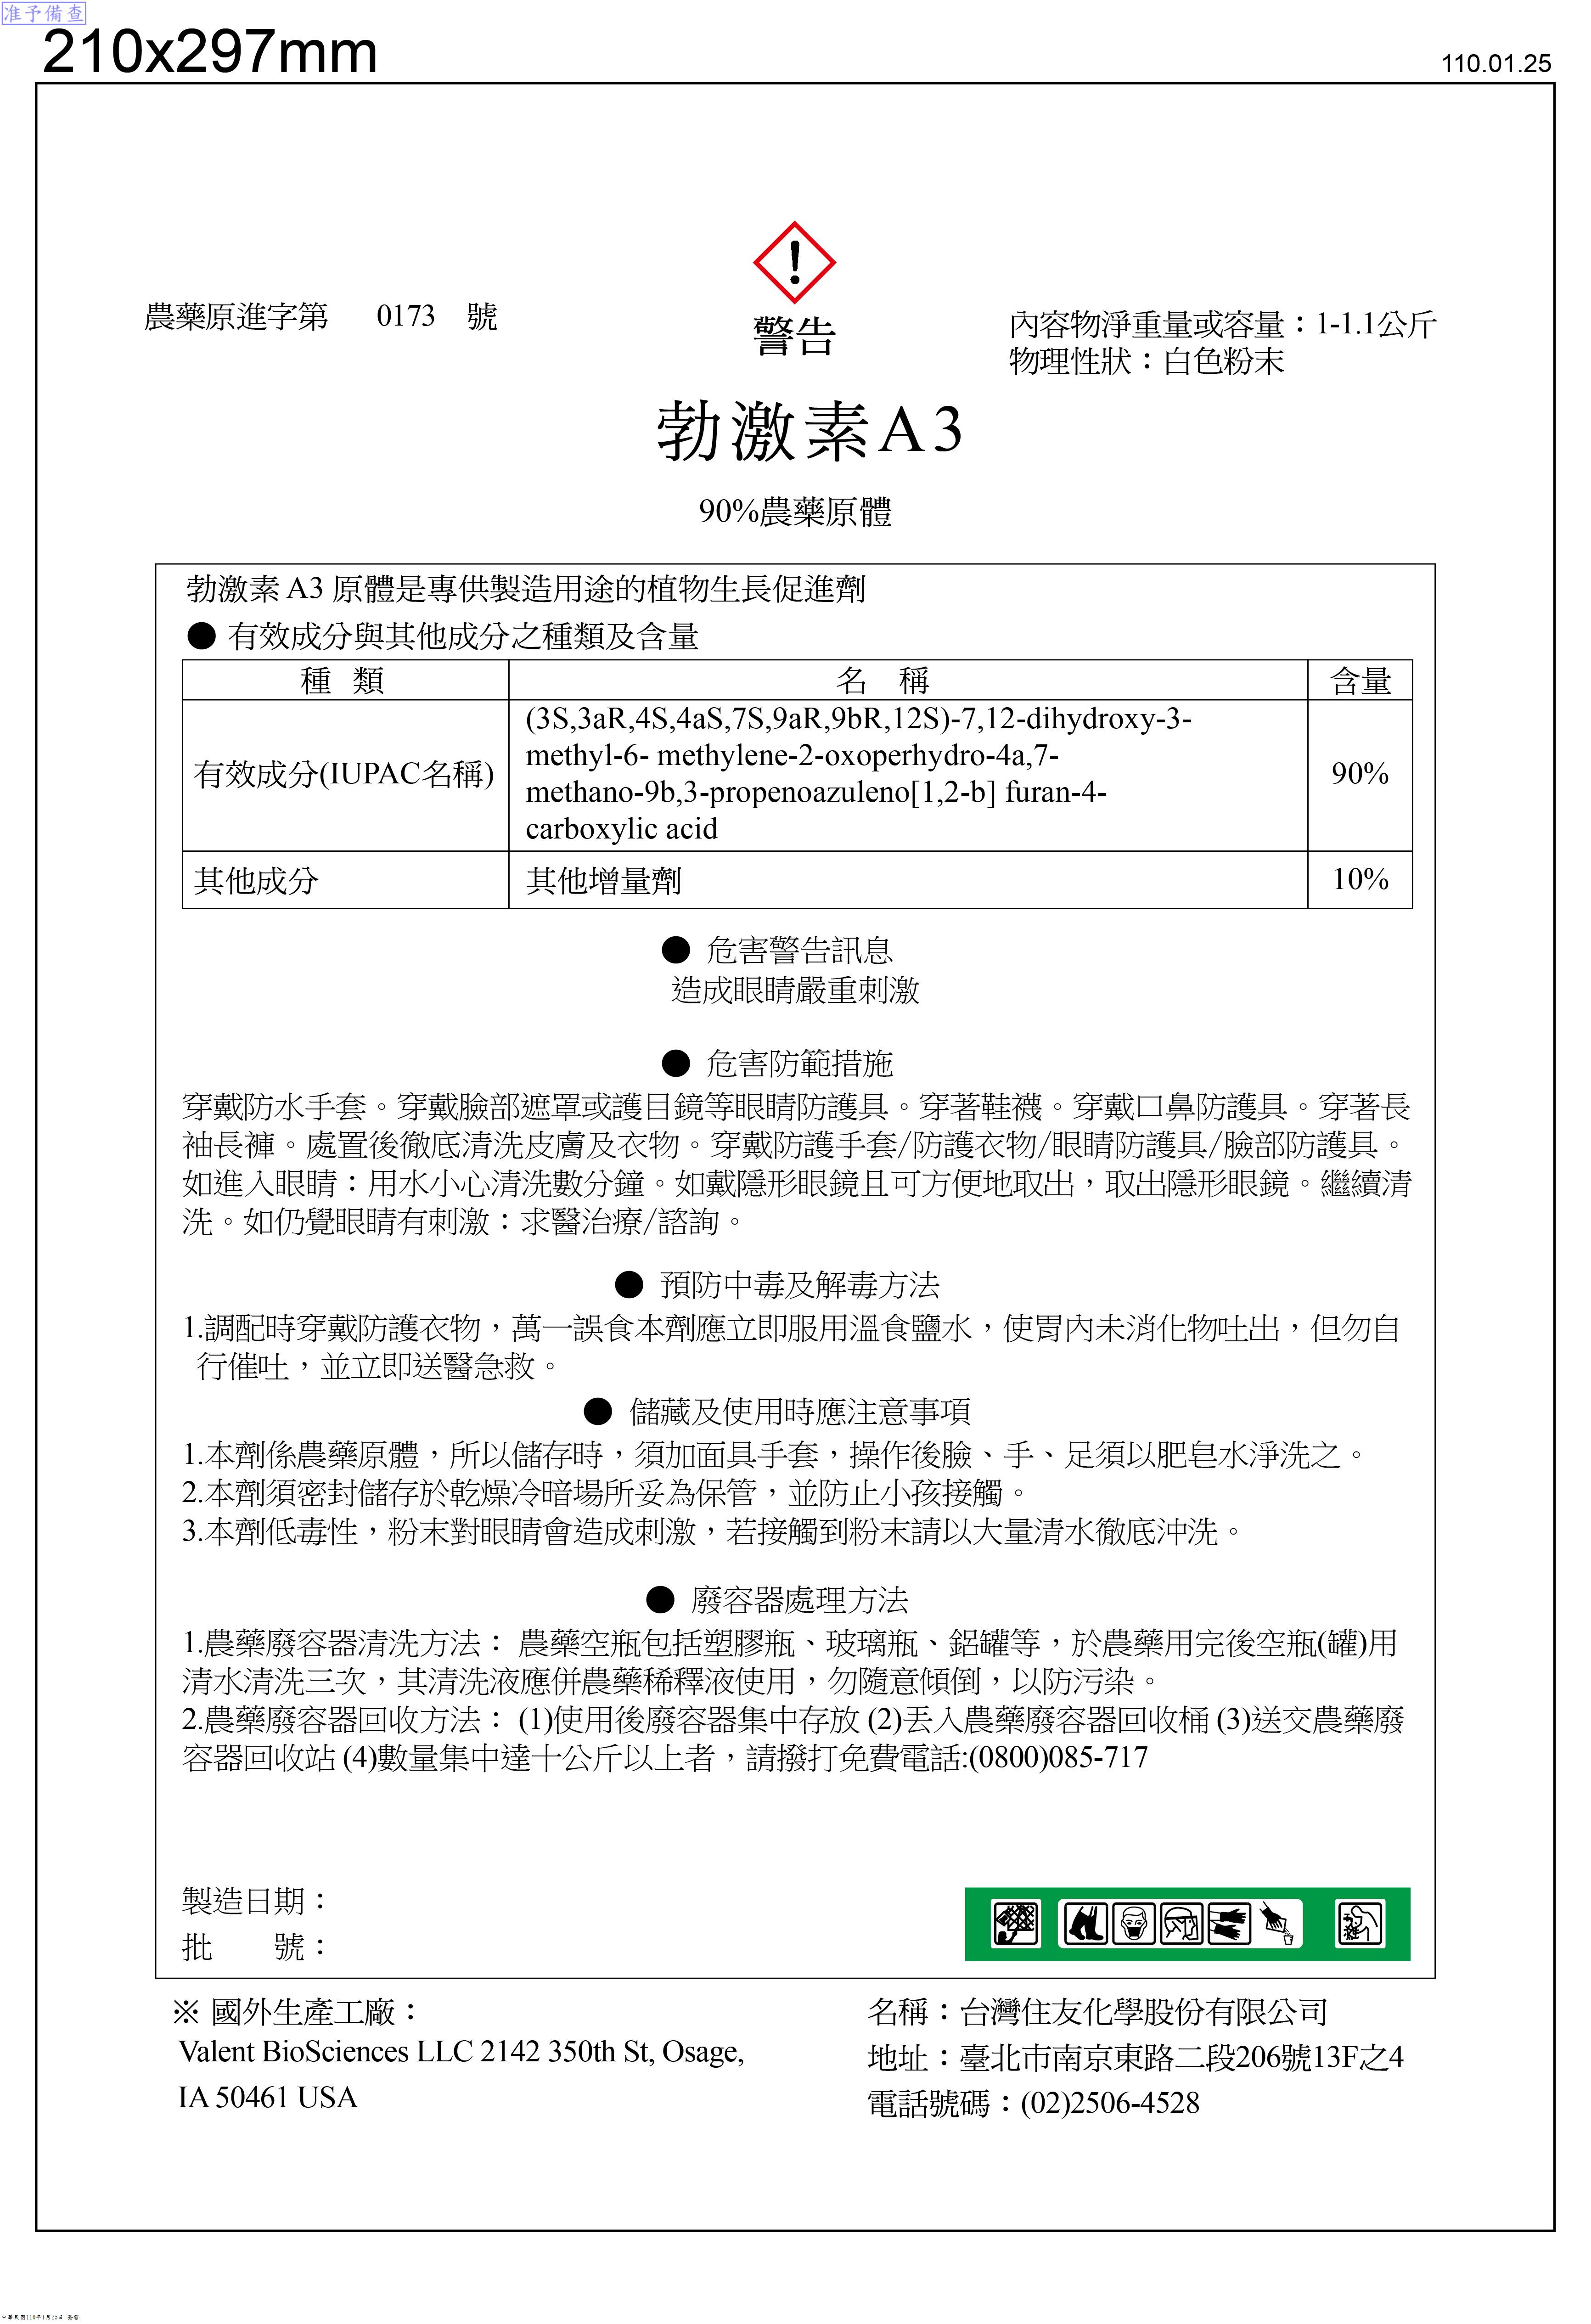 准予備查
210x297mm
110.01.25
農藥原進字第 0173 號
警告
內容物淨重量或容量：1-1.1公斤
物理性狀：白色粉末
勃激素A3
90%農藥原體
勃激素 A3 原體是專供製造用途的植物生長促進劑
● 有效成分與其他成分之種類及含量
種 類 名 稱 含量
有效成分(IUPAC名稱)
(3S,3aR,4S,4aS,7S,9aR,9bR,12S)-7,12-dihydroxy-3-
methyl-6- methylene-2-oxoperhydro-4a,7-
methano-9b,3-propenoazuleno[1,2-b] furan-4-
carboxylic acid
90%
其他成分 其他增量劑 10%
● 危害警告訊息
造成眼睛嚴重刺激
● 危害防範措施
穿戴防水手套。穿戴臉部遮罩或護目鏡等眼睛防護具。穿著鞋襪。穿戴口鼻防護具。穿著長
袖長褲。處置後徹底清洗皮膚及衣物。穿戴防護手套/防護衣物/眼睛防護具/臉部防護具。
如進入眼睛：用水小心清洗數分鐘。如戴隱形眼鏡且可方便地取出，取出隱形眼鏡。繼續清
洗。如仍覺眼睛有刺激：求醫治療/諮詢。
● 預防中毒及解毒方法
1.調配時穿戴防護衣物，萬一誤食本劑應立即服用溫食鹽水，使胃內未消化物吐出，但勿自
行催吐，並立即送醫急救。
● 儲藏及使用時應注意事項
1.本劑係農藥原體，所以儲存時，須加面具手套，操作後臉、手、足須以肥皂水淨洗之。
2.本劑須密封儲存於乾燥冷暗場所妥為保管，並防止小孩接觸。
3.本劑低毒性，粉末對眼睛會造成刺激，若接觸到粉末請以大量清水徹底沖洗。
● 廢容器處理方法
1.農藥廢容器清洗方法： 農藥空瓶包括塑膠瓶、玻璃瓶、鋁罐等，於農藥用完後空瓶(罐)用
清水清洗三次，其清洗液應併農藥稀釋液使用，勿隨意傾倒，以防污染。
2.農藥廢容器回收方法： (1)使用後廢容器集中存放 (2)丟入農藥廢容器回收桶 (3)送交農藥廢
容器回收站 (4)數量集中達十公斤以上者，請撥打免費電話:(0800)085-717
製造日期：
批 號：
※ 國外生產工廠：
Valent BioSciences LLC 2142 350th St, Osage,
IA 50461 USA
名稱：台灣住友化學股份有限公司
地址：臺北市南京東路二段206號13F之4
電話號碼：(02)2506-4528
中華民國110年1月25日